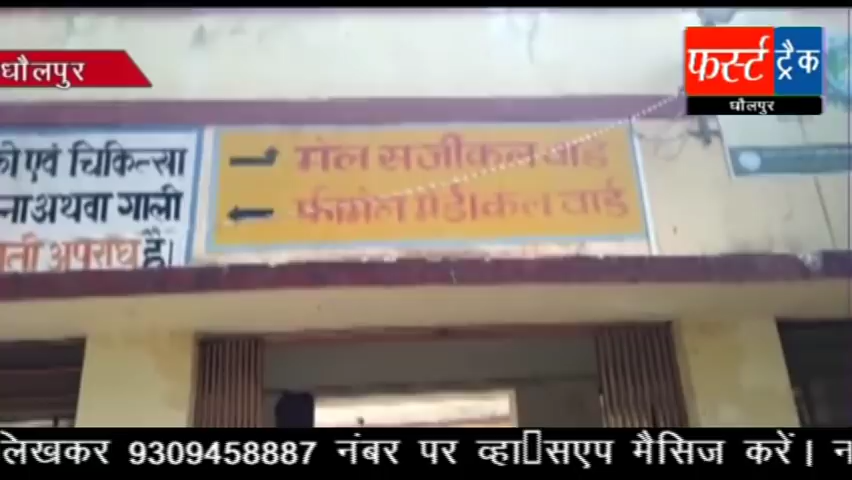 धौलपुर
फर्स्ट ट्रैक
धौलपुर
एवं चिकित्सा
अथवा गाली
अपराध है।
मेल सर्जीकल वार्ड
फीमेल मेडीकल वार्ड
लिखकर 9309458887 नंबर पर व्हा▯सएप मैसिज करें। न